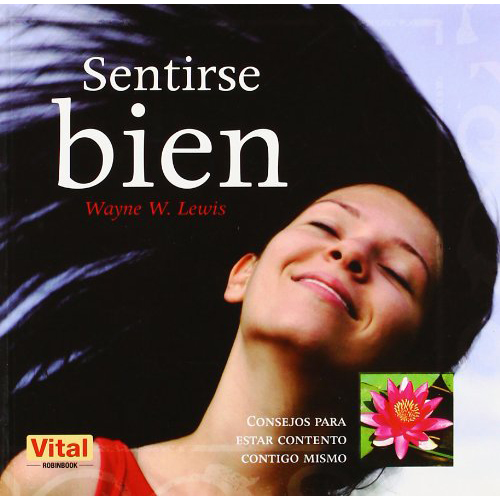 Sentirse
bien
Wayne W. Lewis
CONSEJOS PARA
ESTAR CONTENTO
CONTIGO MISMO
Vital
ROBINBOOK